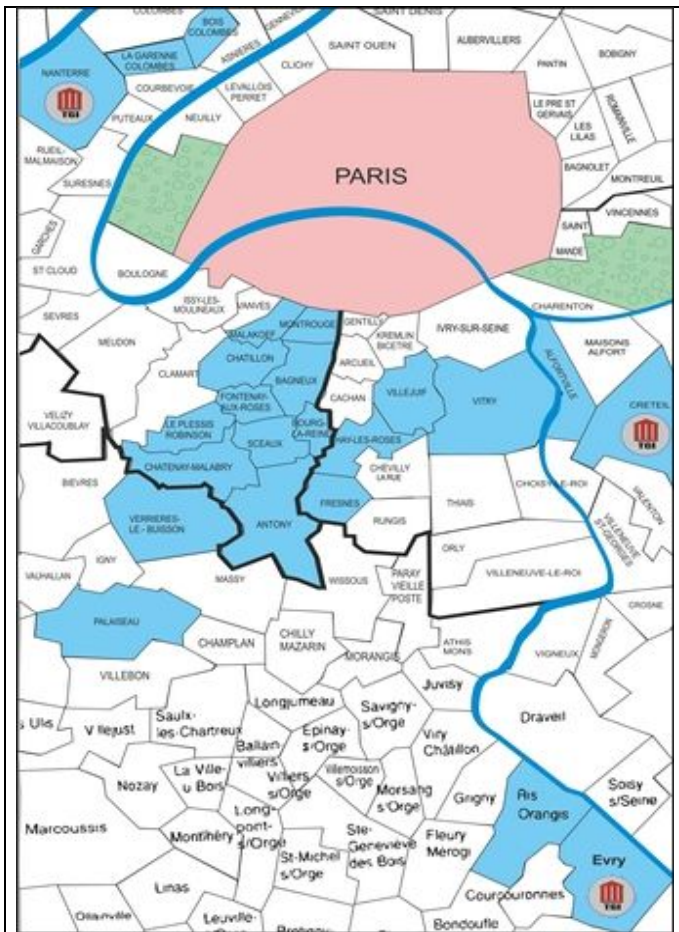 COLOMBES
BOIS
COLOMBES
GENNEVI
SAINT DENIS
LA GARENNE
COLOMBES
ASNIERES
SAINT OUEN
AUBERVILLIERS
BOBIGNY
NANTERRE
TGI
COURBEVOIE
LEVALLOIS
PERRET
CLICHY
PANTIN
PUTEAUX
NEUILLY
LE PRE ST
GERVAIS
ROMAINVILLE
LES
LILAS
RUEIL-
MALMAISON
SURESNES
PARIS
BAGNOLET
MONTREUIL
GARCHES
VINCENNES
SAINT
MANDE
ST CLOUD
BOULOGNE
SEVRES
ISSY-LES-
MOULINEAUX
VANVES
CHARENTON
MEUDON
MALAKOFF
MONTROUGE
GENTILLY
KREMLIN
BICETRE
IVRY-SUR-SEINE
MAISONS
ALFORT
ALFORTVILLE
CLAMART
CHATILLON
ARCUEIL
BAGNEUX
CACHAN
VILLEJUIF
VITRY
CRETEIL
TGI
VELIZY
VILLACOUBLAY
FONTENAY-
AUX-ROSES
LE PLESSIS
ROBINSON
SCEAUX
BOURG-
LA-REINE
HAY-LES-ROSES
CHATENAY-MALABRY
CHEVILLY
LA RUE
BIEVRES
FRESNES
THIAIS
CHOISY-LE-ROI
VALENTON
VILLENEUVE
ST-GEORGES
VERRIERES-
LE-BUISSON
ANTONY
RUNGIS
ORLY
IGNY
VAUHALLAN
MASSY
WISSOUS
PARAY
VIEILLE
POSTE
VILLENEUVE-LE-ROI
PALAISEAU
CHAMPLAN
CHILLY
MAZARIN
MORANGIS
ATHIS
MONS
CROSNE
VIGNEUX
MONGERON
VILLEBON
Juvisy
s Ulis
Villejust
Saulx-
les-Chartreux
Longjumeau
Savigny-
s/Orge
Draveil
Ballain
villiers
Epinay-
s/Orge
Viry
Châtillon
Nozay
La Ville-
u Bois
Villers
s/Orge
Villemoisson
s/Orge
Morsang
s/Orge
Grigny
Ris
Orangis
Soisy
s/Seine
Marcoussis
Montlhéry
Long-
pont-
s/Orge
Ste-
Geneviève
des Bois
Fleury
Mérogi
St-Michel
s/Orge
Evry
TGI
Linas
Courcouronnes
Ollainville
Leuville-
s/Orge
Bondoufle